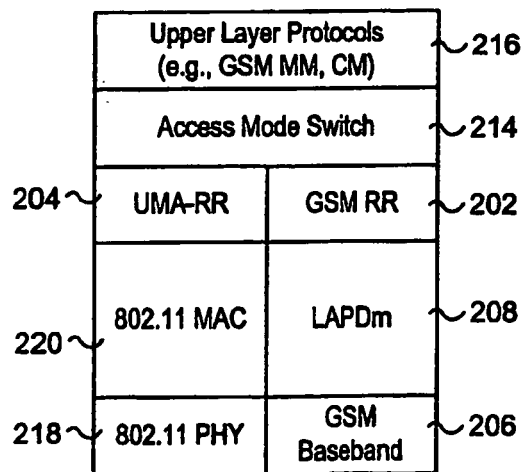 Upper Layer Protocols
(e.g., GSM MM, CM)
216
Access Mode Switch
214
204
UMA-RR
GSM RR
202
802.11 MAC
LAPDm
208
220
218
802.11 PHY
GSM
Baseband
206